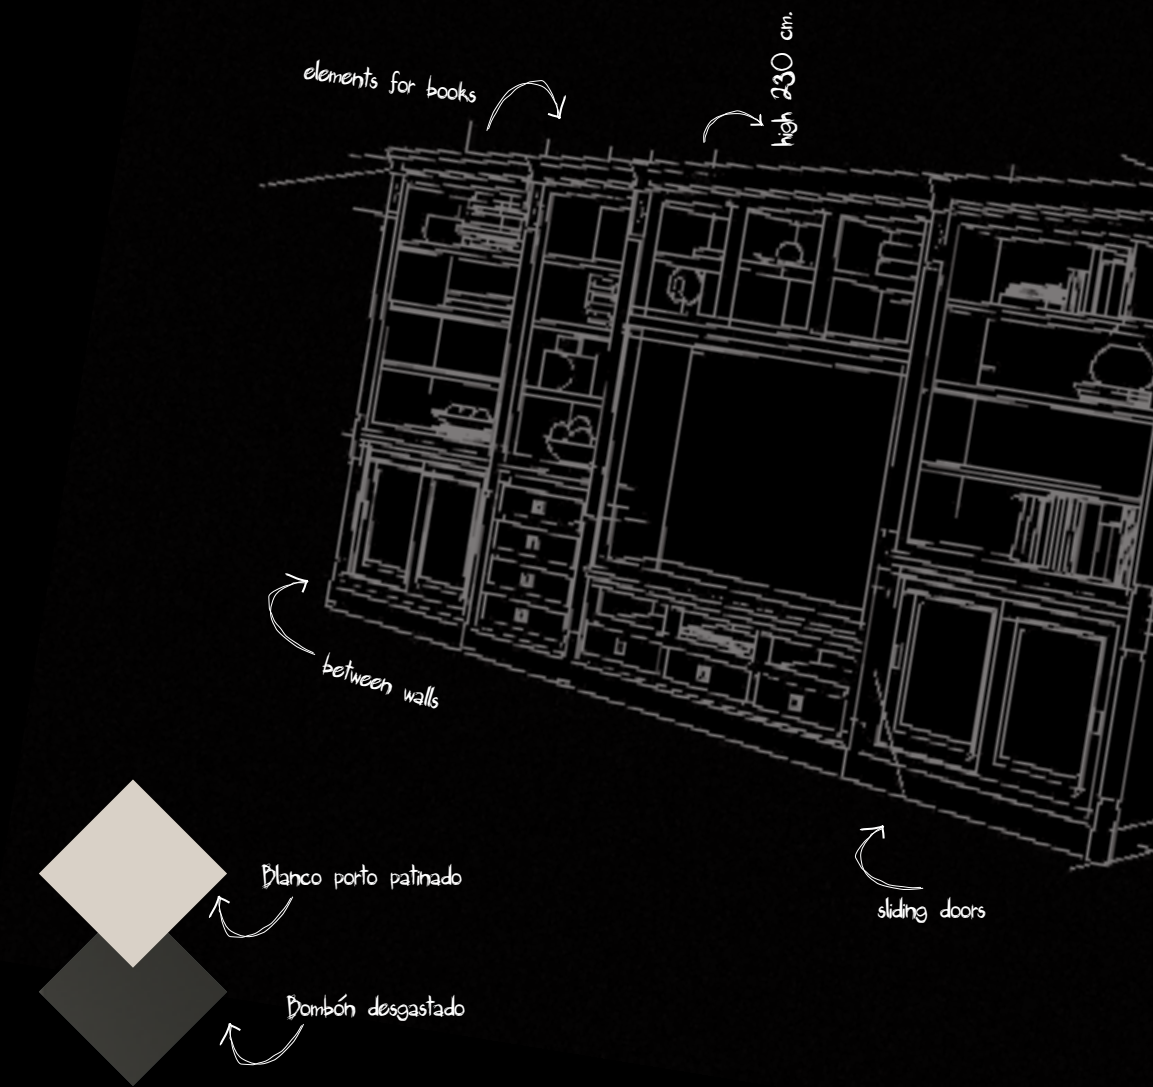 high 230 cm.
elements for books
between walls
Blanco porto patinado
sliding doors
Bombón desgastado